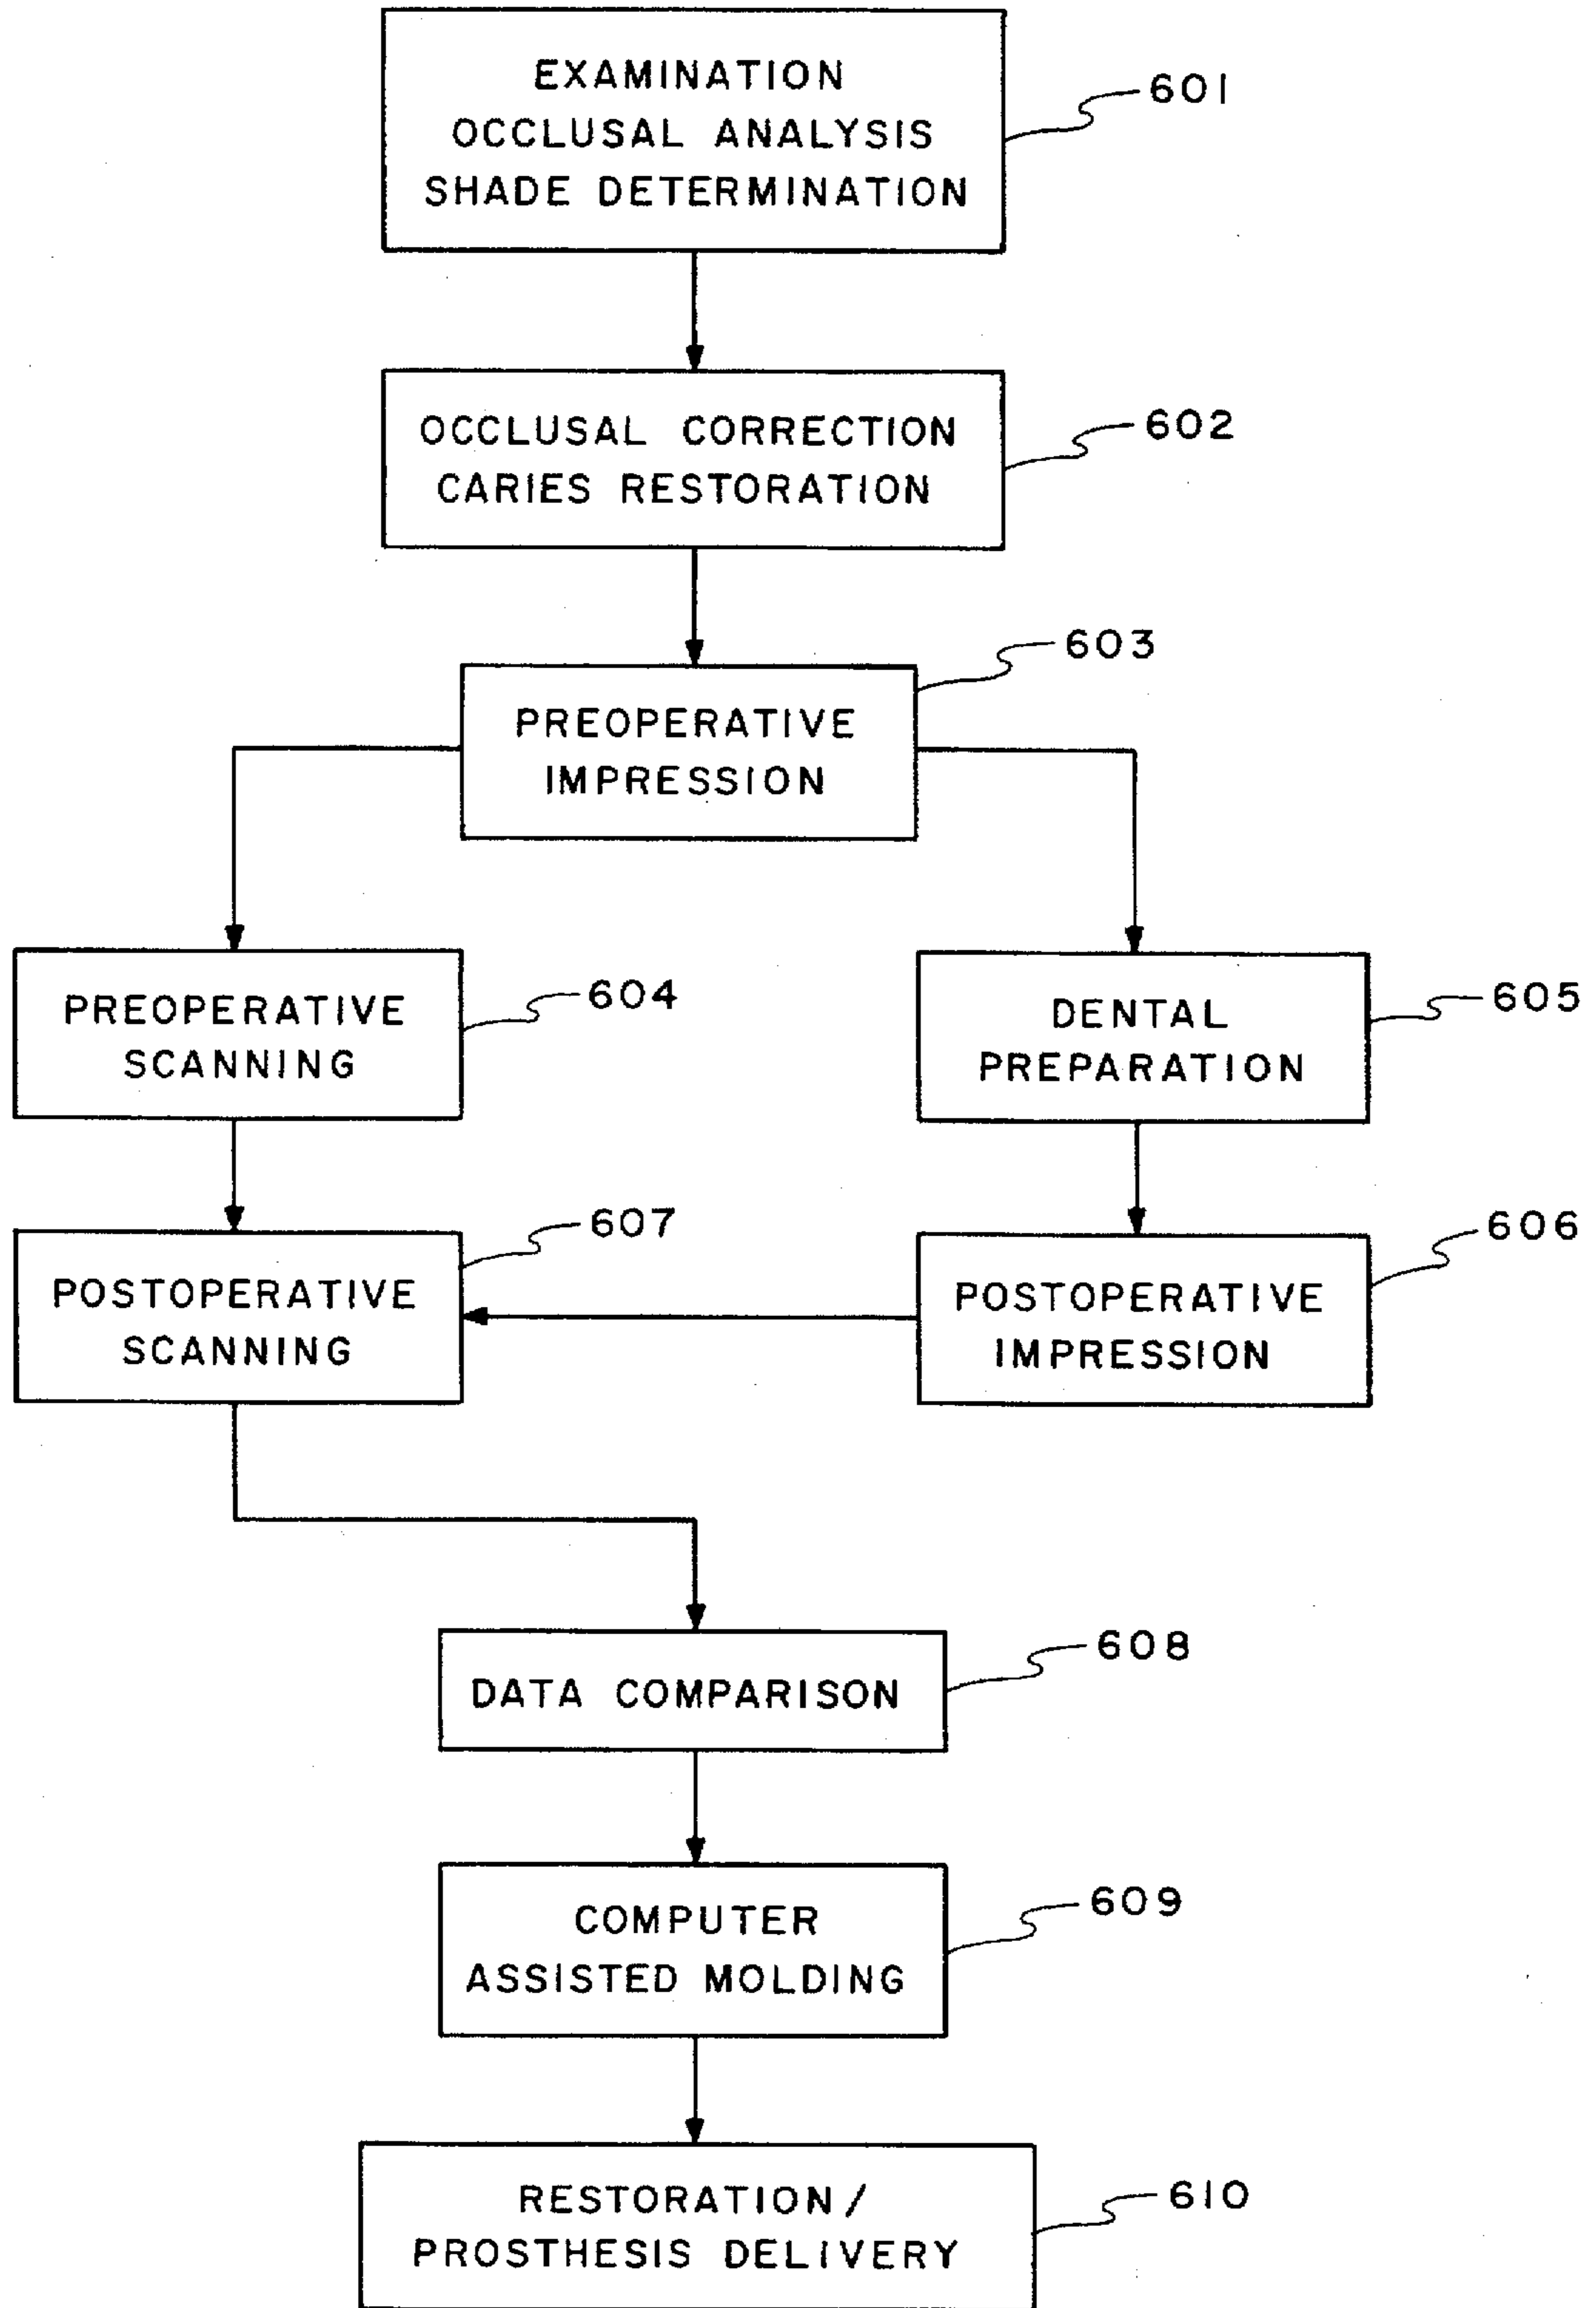 EXAMINATION
OCCLUSAL ANALYSIS
SHADE DETERMINATION
601
OCCLUSAL CORRECTION
CARIES RESTORATION
602
603
PREOPERATIVE
IMPRESSION
PREOPERATIVE
SCANNING
604
DENTAL
PREPARATION
605
POSTOPERATIVE
SCANNING
607
POSTOPERATIVE
IMPRESSION
606
DATA COMPARISON
608
COMPUTER
ASSISTED MOLDING
609
RESTORATION/
PROSTHESIS DELIVERY
610